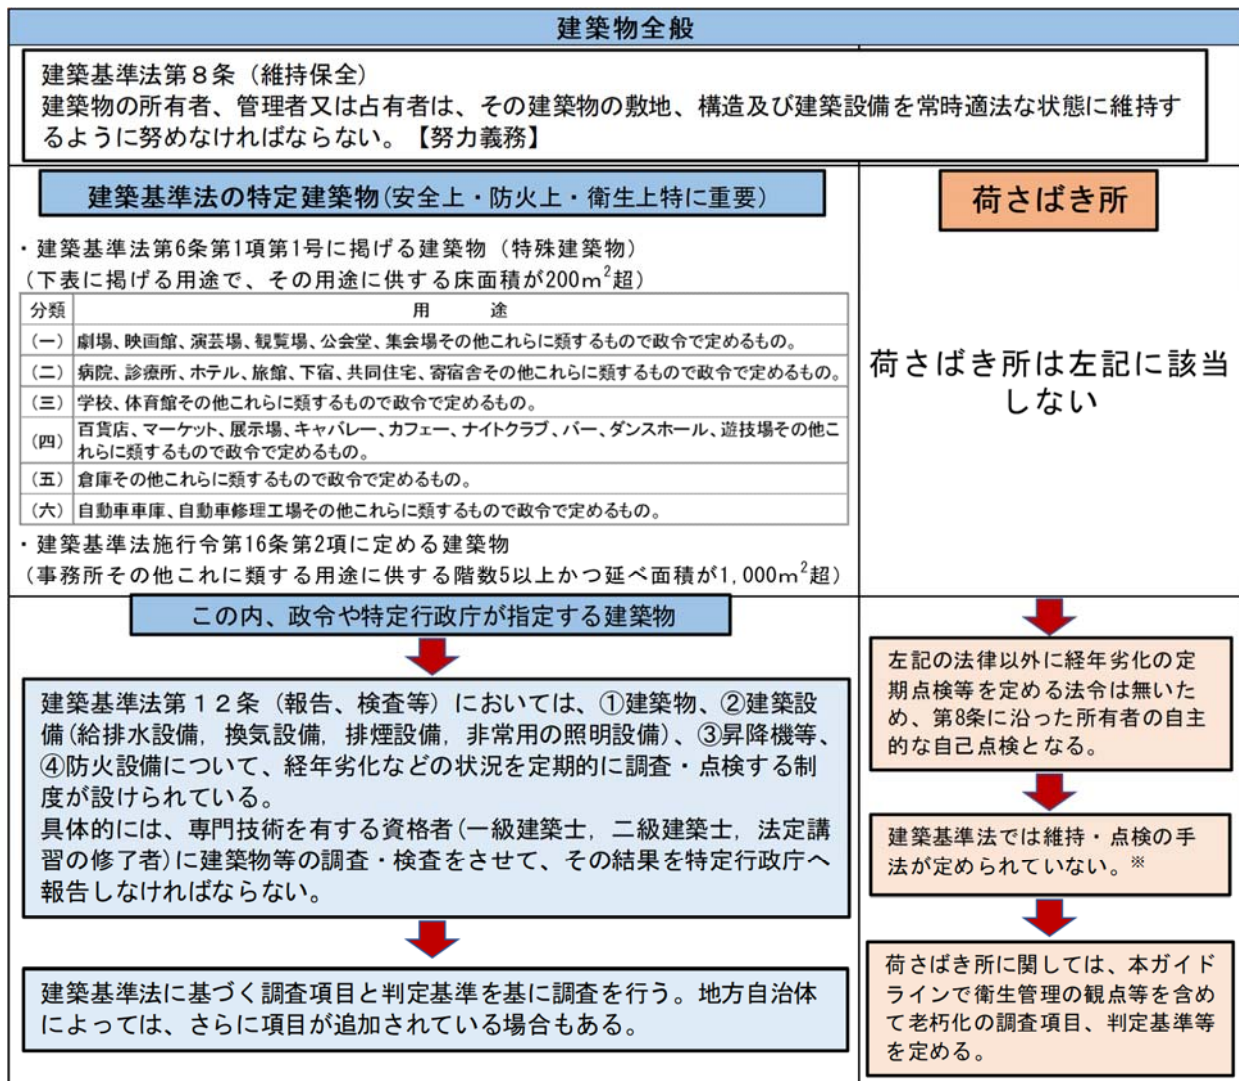 建築物全般
建築基準法第８条（維持保全）
建築物の所有者、管理者又は占有者は、その建築物の敷地、構造及び建築設備を常時適法な状態に維持す
るように努めなければならない。【努力義務】
建築基準法の特定建築物(安全上・防火上・衛生上特に重要)
・建築基準法第6条第1項第1号に掲げる建築物（特殊建築物）
（下表に掲げる用途で、その用途に供する床面積が200m²超）
分類 用　途
（一） 劇場、映画館、演芸場、観覧場、公会堂、集会場その他これらに類するもので政令で定めるもの。
（二） 病院、診療所、ホテル、旅館、下宿、共同住宅、寄宿舎その他これらに類するもので政令で定めるもの。
（三） 学校、体育館その他これらに類するもので政令で定めるもの。
（四） 百貨店、マーケット、展示場、キャバレー、カフェー、ナイトクラブ、バー、ダンスホール、遊技場その他こ
れらに類するもので政令で定めるもの。
（五） 倉庫その他これらに類するもので政令で定めるもの。
（六） 自動車車庫、自動車修理工場その他これらに類するもので政令で定めるもの。
・建築基準法施行令第16条第2項に定める建築物
（事務所その他これに類する用途に供する階数5以上かつ延べ面積が1,000m²超）
この内、政令や特定行政庁が指定する建築物
建築基準法第１２条（報告、検査等）においては、①建築物、②建築設
備(給排水設備, 換気設備, 排煙設備, 非常用の照明設備)、③昇降機等、
④防火設備について、経年劣化などの状況を定期的に調査・点検する制
度が設けられている。
具体的には、専門技術を有する資格者(一級建築士, 二級建築士, 法定講
習の修了者)に建築物等の調査・検査をさせて、その結果を特定行政庁へ
報告しなければならない。
建築基準法に基づく調査項目と判定基準を基に調査を行う。地方自治体
によっては、さらに項目が追加されている場合もある。
荷さばき所
荷さばき所は左記に該当
しない
左記の法律以外に経年劣化の定
期点検等を定める法令は無いた
め、第8条に沿った所有者の自主
的な自己点検となる。
建築基準法では維持・点検の手
法が定められていない。※
荷さばき所に関しては、本ガイド
ラインで衛生管理の観点等を含め
て老朽化の調査項目、判定基準等
を定める。